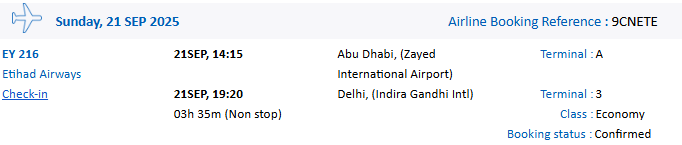 Sunday, 21 SEP 2025 Airline Booking Reference : 9CNETE
EY 216 21SEP, 14:15 Abu Dhabi, (Zayed Terminal : A
Etihad Airways International Airport)
Check-in 21SEP, 19:20 Delhi, (Indira Gandhi Intl) Terminal : 3
03h 35m (Non stop) Class : Economy
Booking status : Confirmed